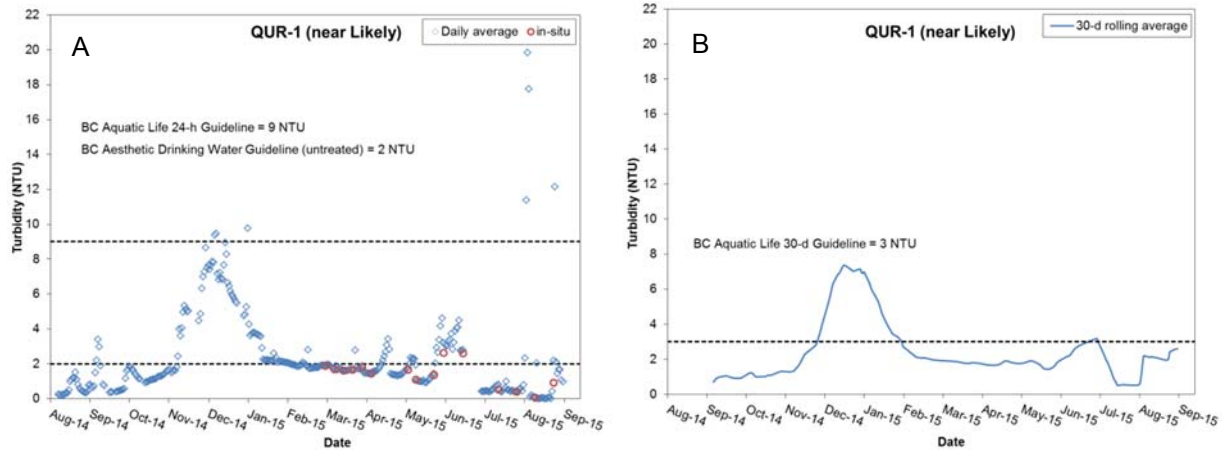 A
QUR-1 (near Likely)
Daily average
in-situ
BC Aquatic Life 24-h Guideline = 9 NTU
BC Aesthetic Drinking Water Guideline (untreated) = 2 NTU
Turbidity (NTU)
22
20
18
16
14
12
10
8
6
4
2
0
Aug-14
Sep-14
Oct-14
Nov-14
Dec-14
Jan-15
Feb-15
Mar-15
Apr-15
May-15
Jun-15
Jul-15
Aug-15
Sep-15
Date
B
QUR-1 (near Likely)
30-d rolling average
BC Aquatic Life 30-d Guideline = 3 NTU
Turbidity (NTU)
22
20
18
16
14
12
10
8
6
4
2
0
Aug-14
Sep-14
Oct-14
Nov-14
Dec-14
Jan-15
Feb-15
Mar-15
Apr-15
May-15
Jun-15
Jul-15
Aug-15
Sep-15
Date